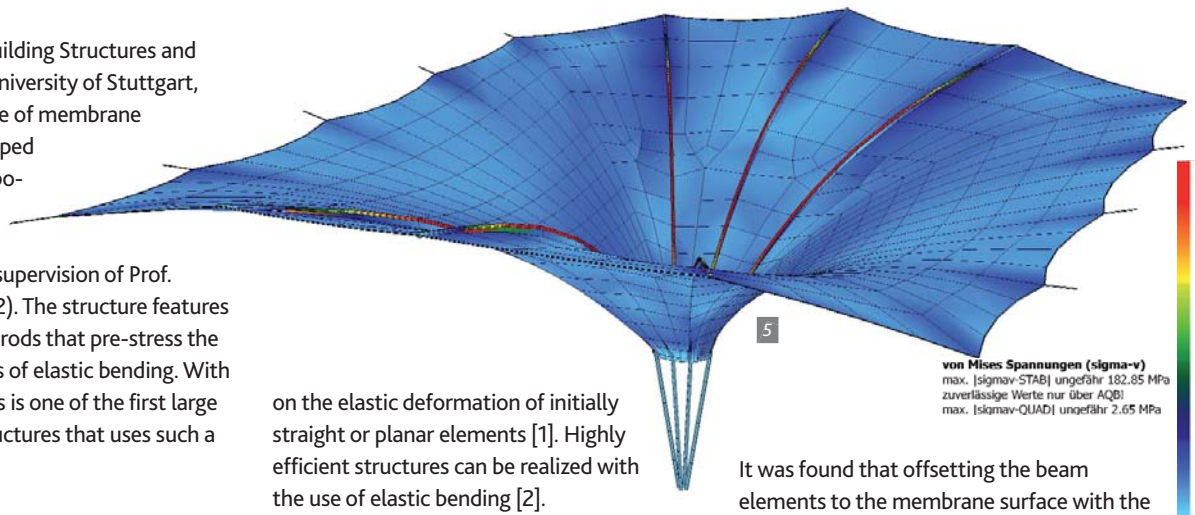 uilding Structures and
niversity of Stuttgart,
e of membrane
ped
oo-
supervision of Prof.
2). The structure features
rods that pre-stress the
s of elastic bending. With
s is one of the first large
uctures that uses such a
on the elastic deformation of initially
straight or planar elements [1]. Highly
efficient structures can be realized with
the use of elastic bending [2].
5
von Mises Spannungen (sigma-v)
max. |sigmav-STAB| ungefähr 182.85 MPa
zuverlässige Werte nur über AQB!
max. |sigmav-QUAD| ungefähr 2.65 MPa
It was found that offsetting the beam
elements to the membrane surface with the